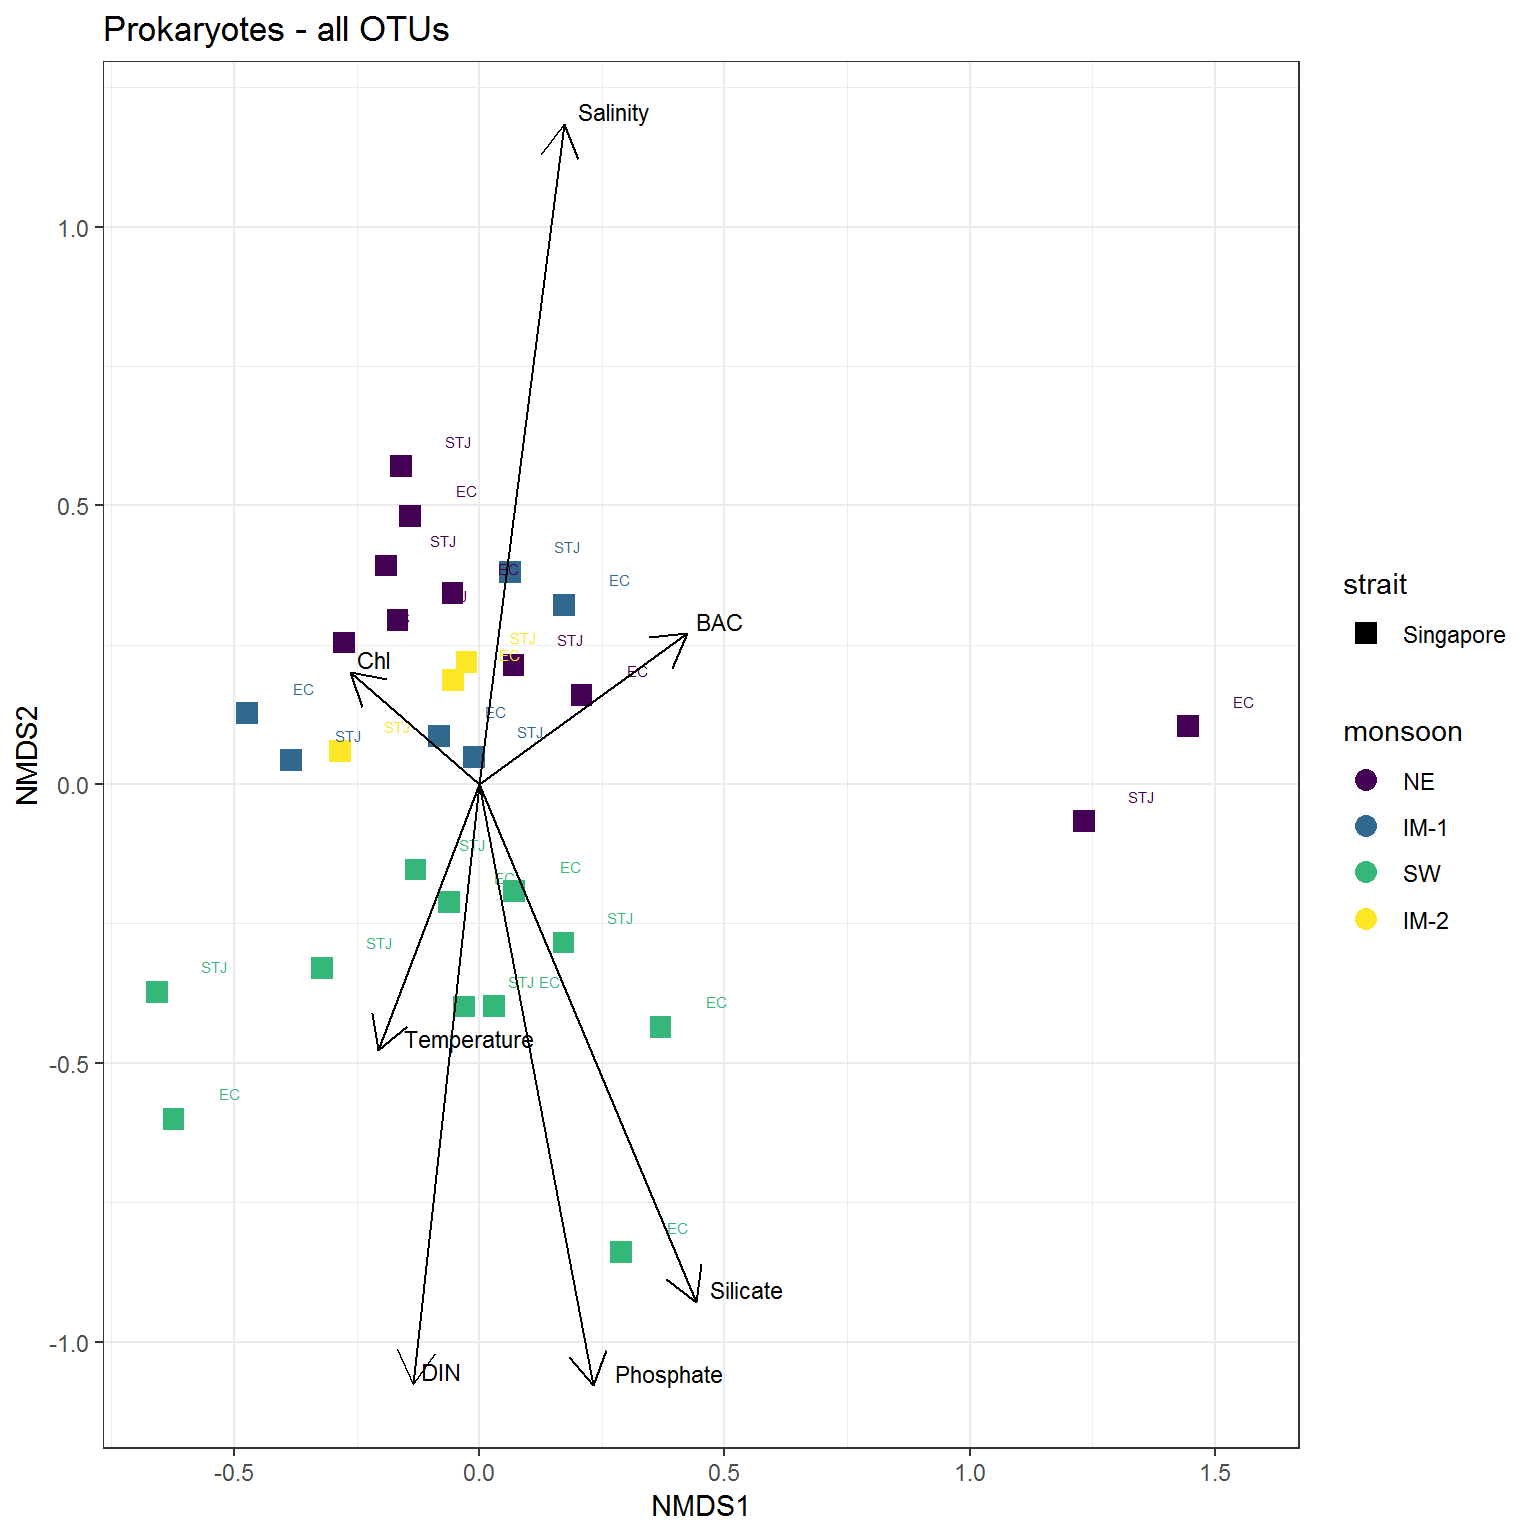 Prokaryotes - all OTUs
Salinity
1.0
STJ
EC
0.5
STJ
STJ
EC
EC
J
STJ
STJ
BAC
EC
Chl
EC
EC
EC
EC
STJ
STJ
STJ
NMDS2
0.0
STJ
STJ
EC
EC
STJ
STJ
STJ
STJ EC
EC
Temperature
-0.5
EC
EC
Silicate
-1.0
DIN
Phosphate
-0.5
0.0
0.5
1.0
1.5
NMDS1
strait
Singapore
monsoon
NE
IM-1
SW
IM-2